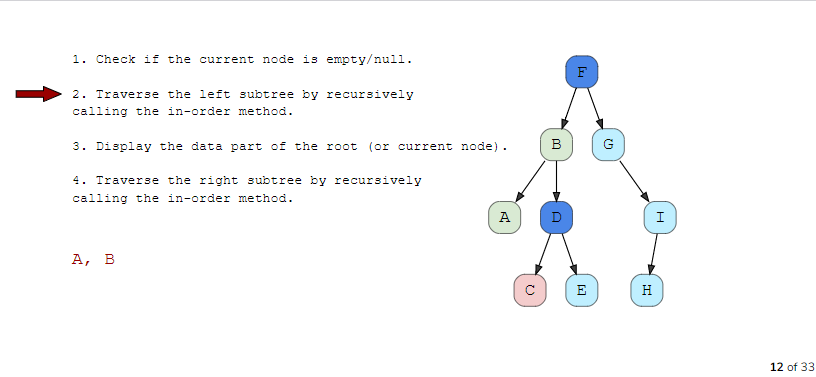 1. Check if the current node is empty/null.
2. Traverse the left subtree by recursively
calling the in-order method.
3. Display the data part of the root (or current node).
4. Traverse the right subtree by recursively
calling the in-order method.
A, B
F
B G
A D I
C E H
12 of 33